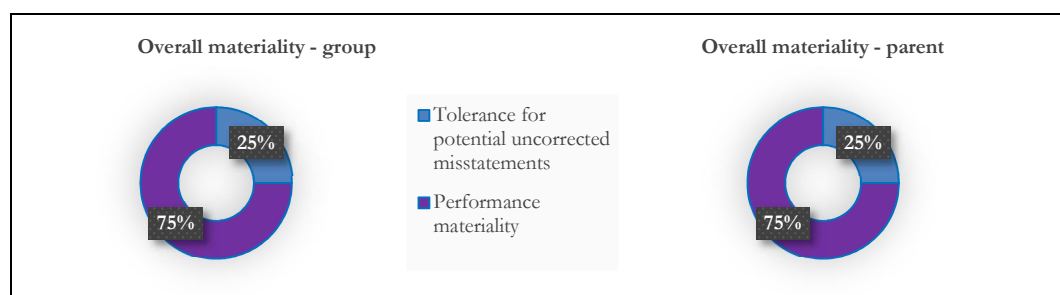 Overall materiality - group
25%
75%
Tolerance for
potential uncorrected
misstatements
Performance
materiality
Overall materiality - parent
25%
75%